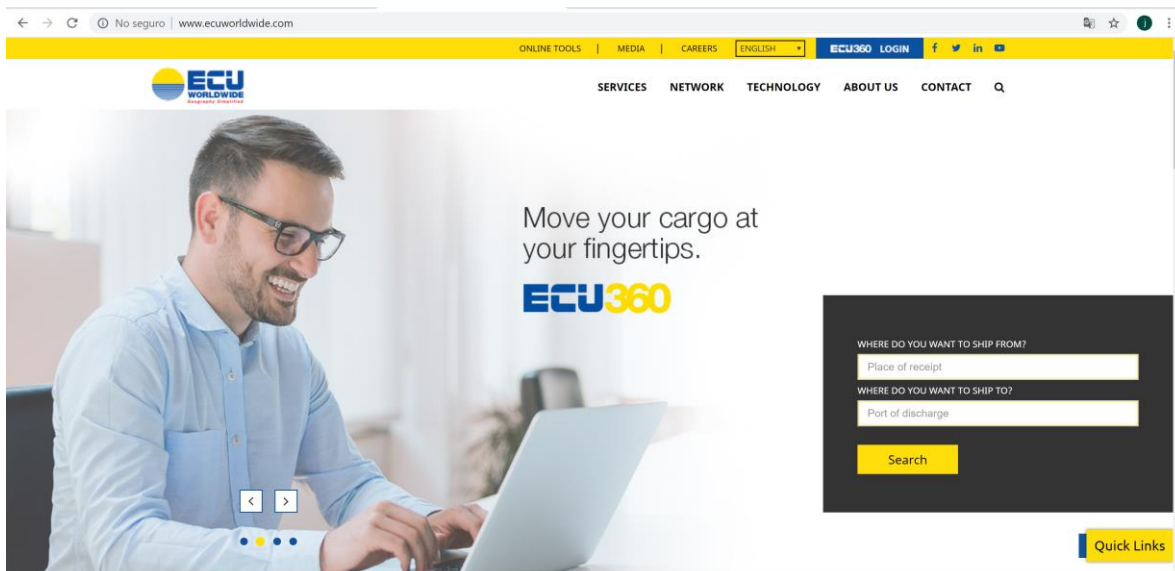 No seguro | www.ecuworldwide.com
ONLINE TOOLS | MEDIA | CAREERS ENGLISH ECU360 LOGIN
ECU
WORLDWIDE
Geography Simplified
SERVICES NETWORK TECHNOLOGY ABOUT US CONTACT
Move your cargo at
your fingertips.
ECU360
WHERE DO YOU WANT TO SHIP FROM?
Place of receipt
WHERE DO YOU WANT TO SHIP TO?
Port of discharge
Search
Quick Links